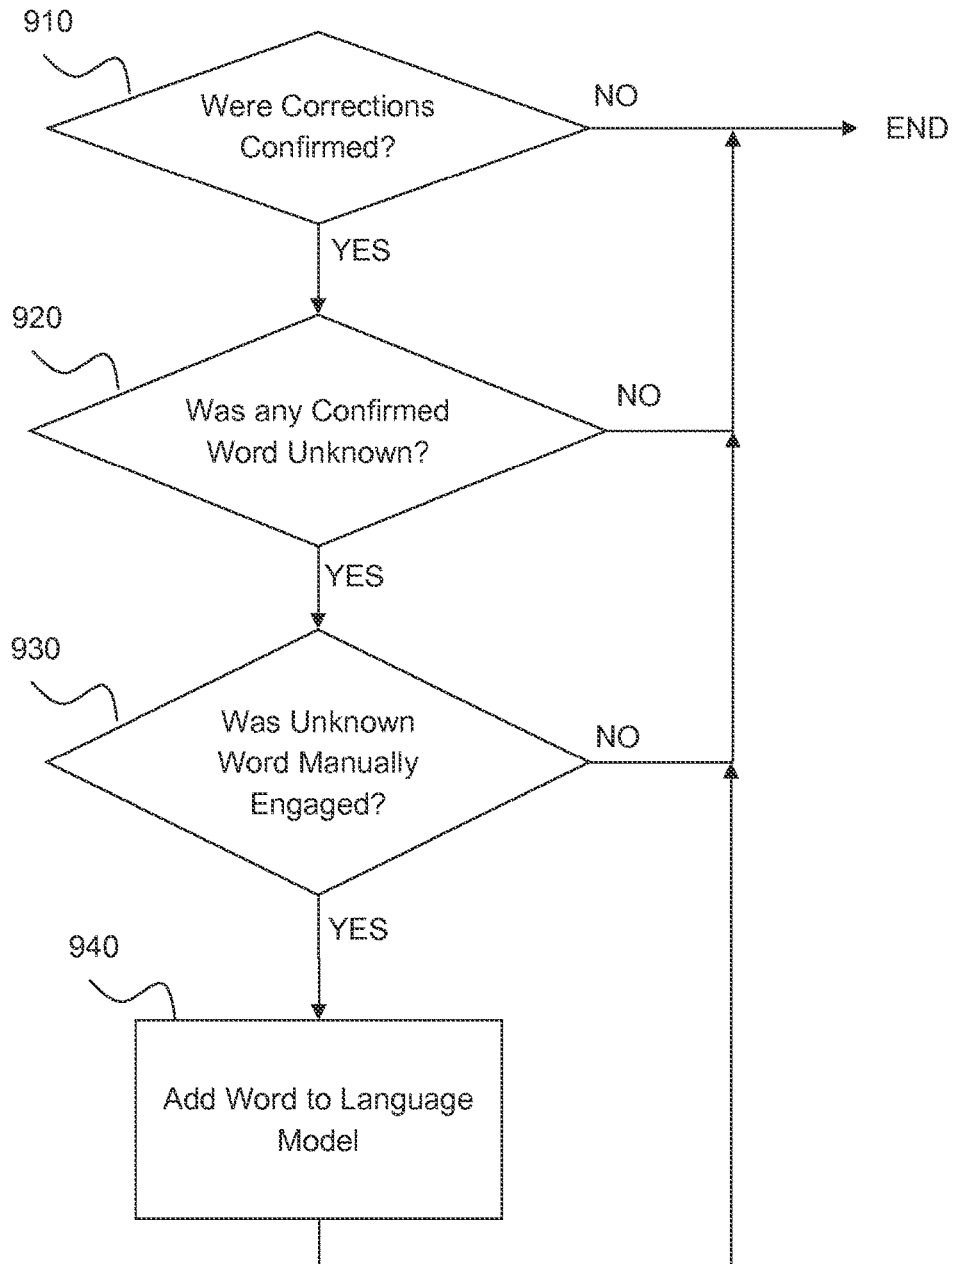 910
Were Corrections
Confirmed?
NO
END
YES
920
Was any Confirmed
Word Unknown?
NO
YES
930
Was Unknown
Word Manually
Engaged?
NO
YES
940
Add Word to Language
Model